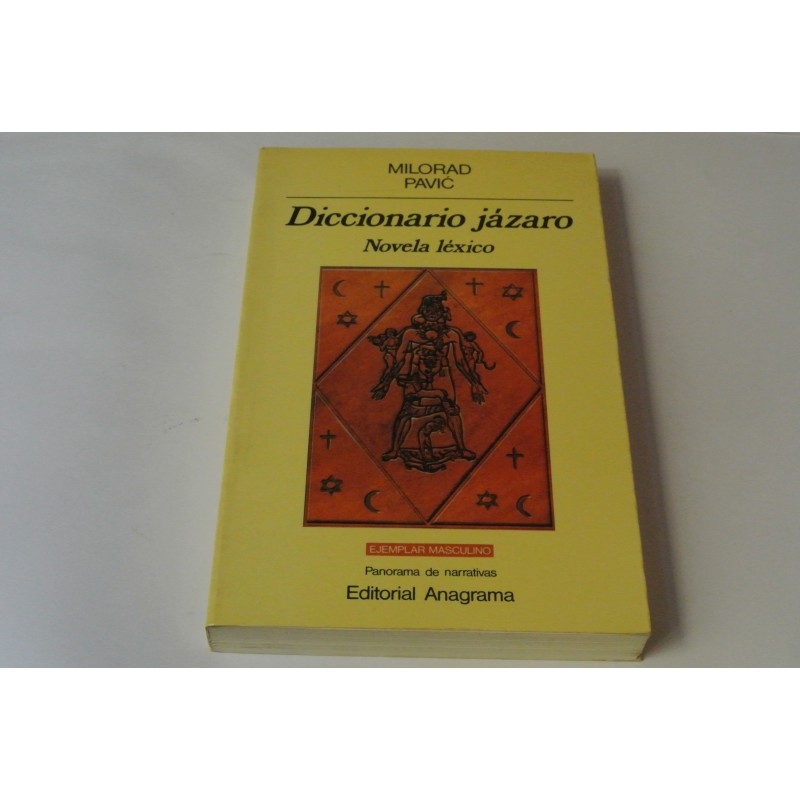 MILORAD
PAVIĆ
Diccionario jázaro
Novela léxico
EJEMPLAR MASCULINO
Panorama de narrativas
Editorial Anagrama